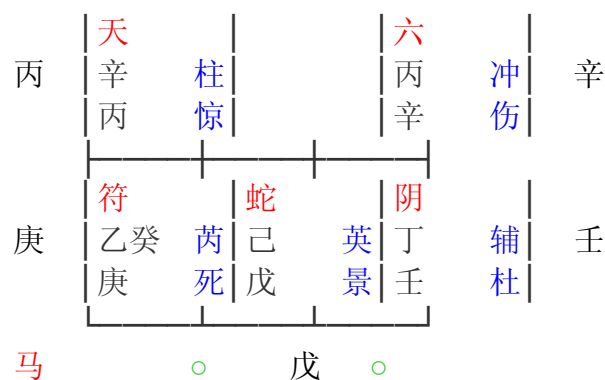 天 六
丙 辛 柱 丙 冲 辛
丙 惊 辛 伤
符 蛇 阴
庚 乙癸 芮 己 英 丁 辅 壬
庚 死 戊 景 壬 杜
马 ○ 戊 ○